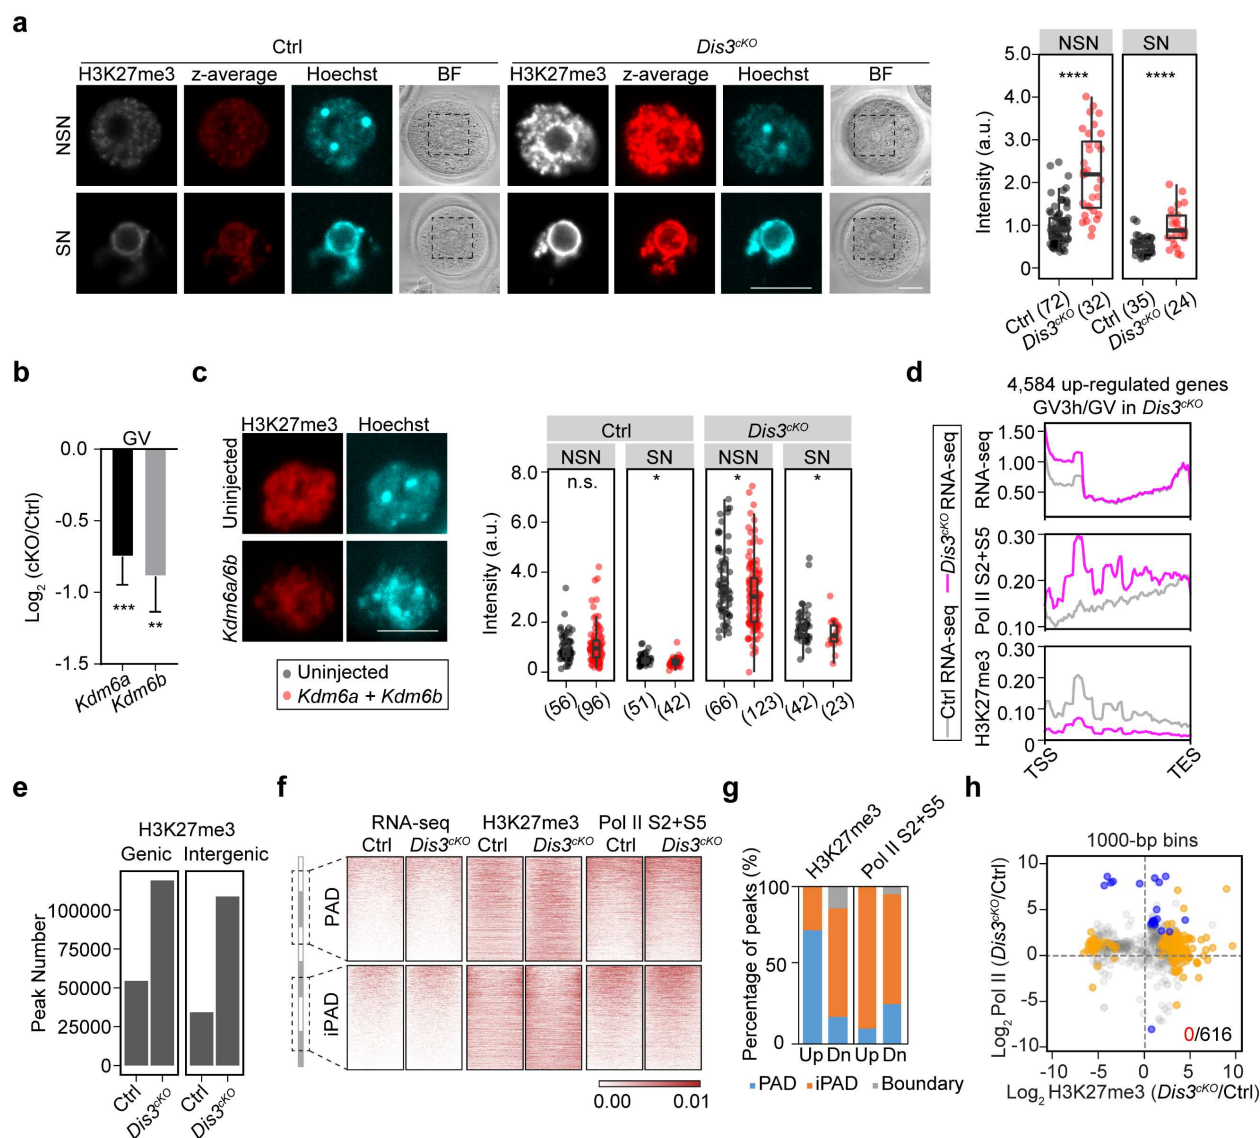 a
Ctrl
Dis3cKO
H3K27me3 z-average Hoechst BF H3K27me3 z-average Hoechst BF
NSN
SN
NSN SN
**** ****
Intensity (a.u.)
5.0
4.0
3.0
2.0
1.0
0
Ctrl (72)
Dis3cKO (32)
Ctrl (35)
Dis3cKO (24)
b
GV
Log2 (cKO/Ctrl)
0.0
-0.5
-1.0
-1.5
***
**
Kdm6a
Kdm6b
c
H3K27me3 Hoechst
Uninjected
Kdm6a/6b
Uninjected
Kdm6a + Kdm6b
Ctrl Dis3cKO
NSN SN NSN SN
n.s. * * *
Intensity (a.u.)
8.0
6.0
4.0
2.0
0
(56) (96) (51) (42) (66) (123) (42) (23)
d
4,584 up-regulated genes
GV3h/GV in Dis3cKO
Ctrl RNA-seq Dis3cKO RNA-seq
RNA-seq
1.50
1.00
0.50
Pol II S2+S5
0.30
0.20
0.10
H3K27me3
0.30
0.20
0.10
0
TSS TES
e
H3K27me3
Genic Intergenic
Peak Number
100000
75000
50000
25000
0
Ctrl
Dis3cKO
Ctrl
Dis3cKO
f
RNA-seq H3K27me3 Pol II S2+S5
Ctrl Dis3cKO Ctrl Dis3cKO Ctrl Dis3cKO
PAD
iPAD
0.00 0.01
g
H3K27me3
Pol II S2+S5
Percentage of peaks (%)
100
50
0
Up Dn Up Dn
PAD iPAD Boundary
h
1000-bp bins
Log2 Pol II (Dis3cKO/Ctrl)
10
5
0
-5
-10
0/616
-10 -5 0 5 10
Log2 H3K27me3 (Dis3cKO/Ctrl)